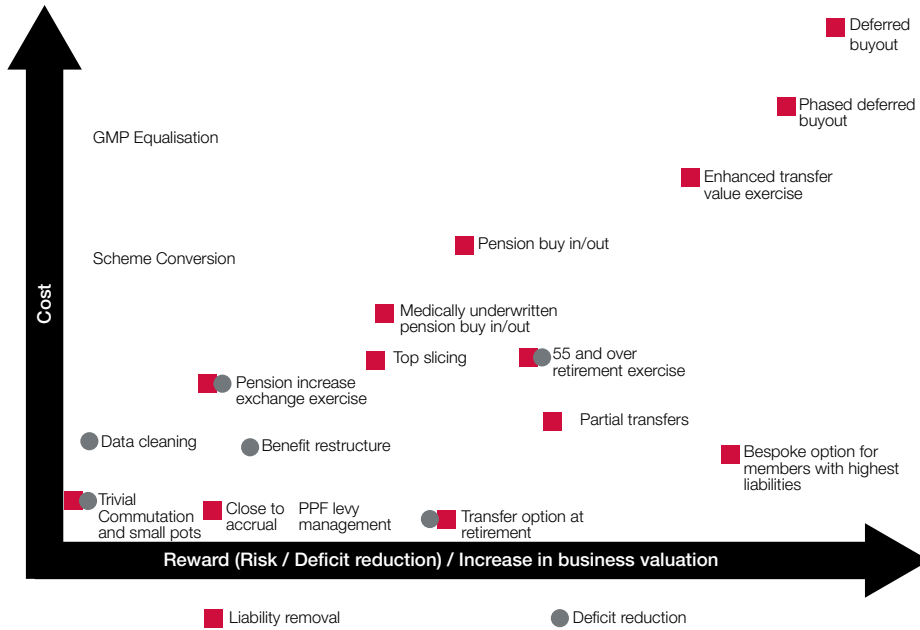 Deferred
buyout
Phased deferred
buyout
GMP Equalisation
Enhanced transfer
value exercise
Pension buy in/out
Scheme Conversion
Medically underwritten
pension buy in/out
Cost
Top slicing
55 and over
retirement exercise
Pension increase
exchange exercise
Partial transfers
Data cleaning
Benefit restructure
Bespoke option for
members with highest
liabilities
Trivial
Commutation
and small pots
Close to
accrual
PPF levy
management
Transfer option at
retirement
Reward (Risk / Deficit reduction) / Increase in business valuation
Liability removal
Deficit reduction